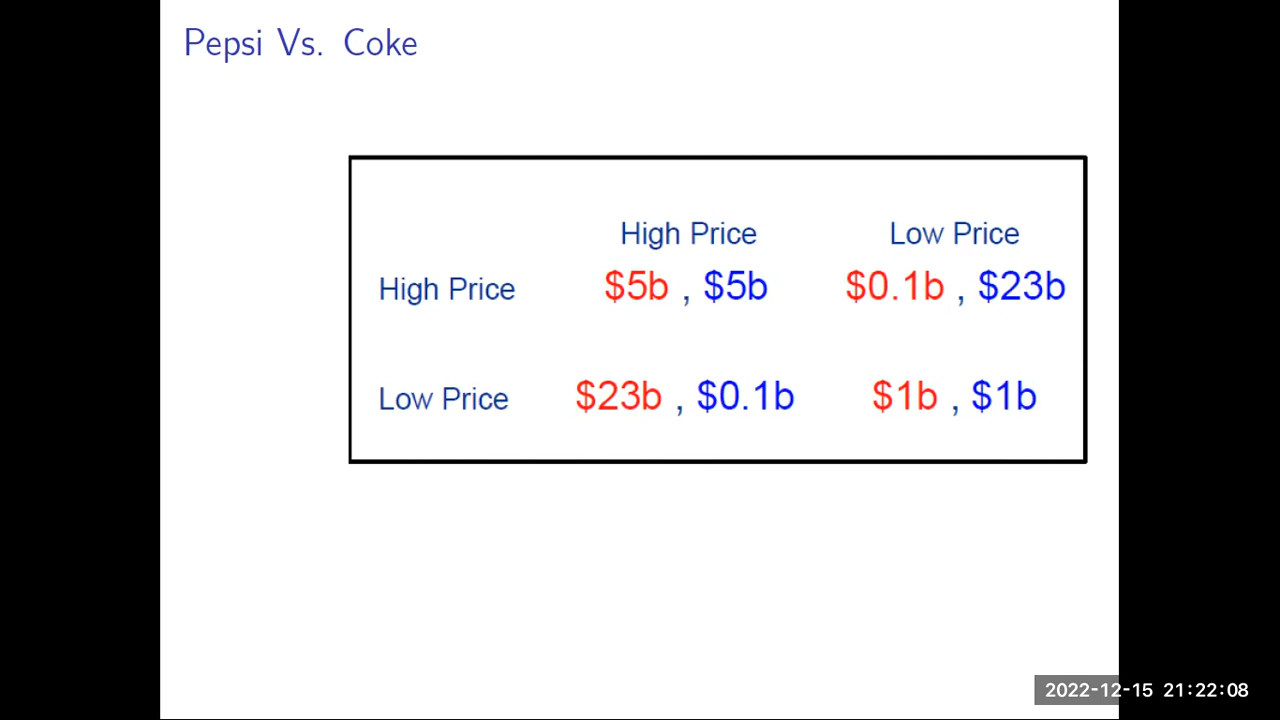 Pepsi Vs. Coke
High Price Low Price
High Price $5b , $5b $0.1b , $23b
Low Price $23b , $0.1b $1b , $1b
2022-12-15 21:22:08